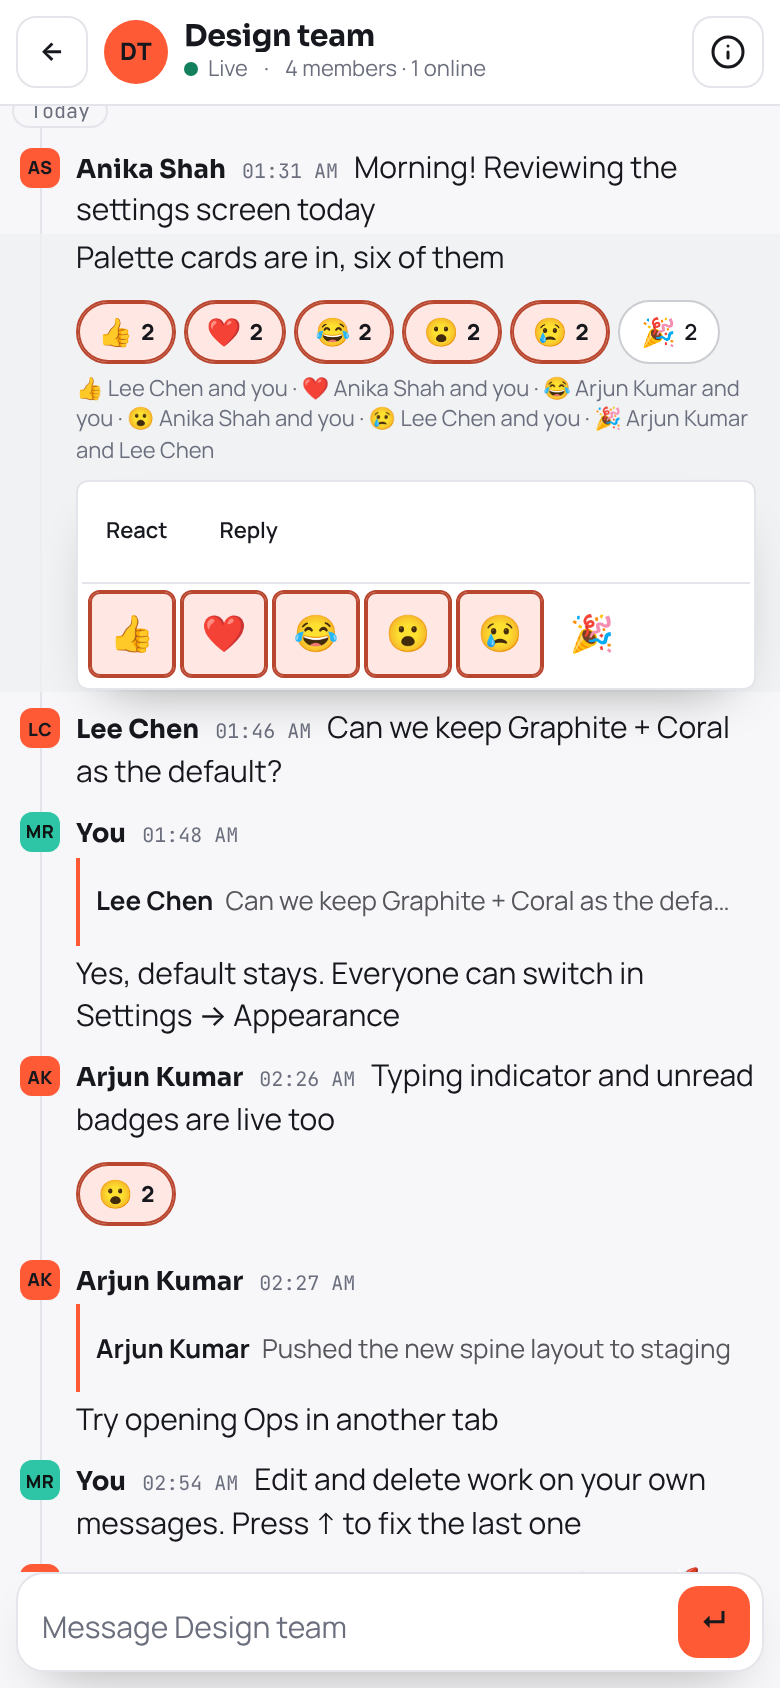 DT
Design team
Live · 4 members · 1 online
Today
AS
Anika Shah 01:31 AM Morning! Reviewing the
settings screen today
Palette cards are in, six of them
👍 2 ❤️ 2 😂 2 😮 2 😢 2 🎉 2
👍 Lee Chen and you · ❤️ Anika Shah and you · 😂 Arjun Kumar and
you · 😮 Anika Shah and you · 😢 Lee Chen and you · 🎉 Arjun Kumar
and Lee Chen
React Reply
👍 ❤️ 😂 😮 😢 🎉
LC
Lee Chen 01:46 AM Can we keep Graphite + Coral
as the default?
MR
You 01:48 AM
Lee Chen Can we keep Graphite + Coral as the defa…
Yes, default stays. Everyone can switch in
Settings → Appearance
AK
Arjun Kumar 02:26 AM Typing indicator and unread
badges are live too
😮 2
AK
Arjun Kumar 02:27 AM
Arjun Kumar Pushed the new spine layout to staging
Try opening Ops in another tab
MR
You 02:54 AM Edit and delete work on your own
messages. Press ↑ to fix the last one
Message Design team